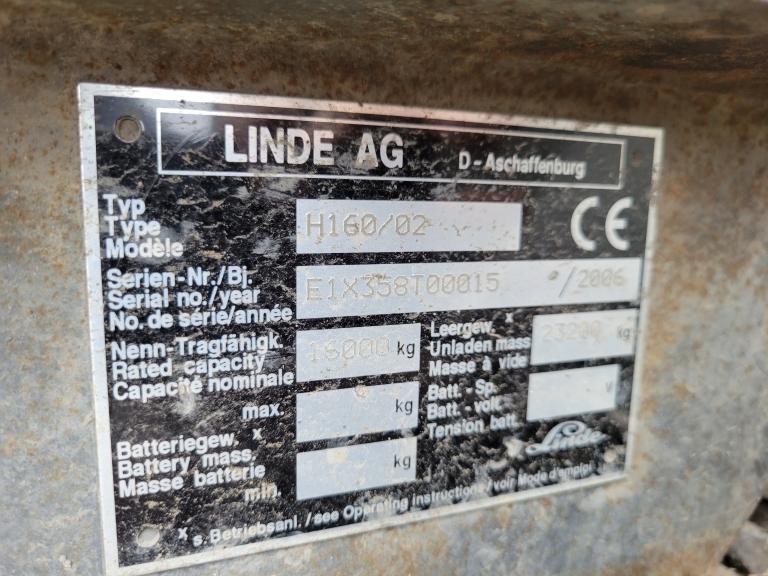 LINDE AG D-Aschaffenburg
Typ
Type H160/02 CE
Modèle
Serien-Nr./Bj.
Serial no./year E1X358T00015 /2006
No. de série/année
Nenn-Tragfähigk. Leergew. x
Rated capacity 16000 kg Unladen mass 23200 kg
Capacité nominale Masse à vide
max. kg Batt.-Sp.
Batt.-volt. V
Tension batt.
Batteriegew. x Linde
Battery mass. kg
Masse batterie
min.
x s. Betriebsanl./see Operating instructions/voir Mode d'emploi